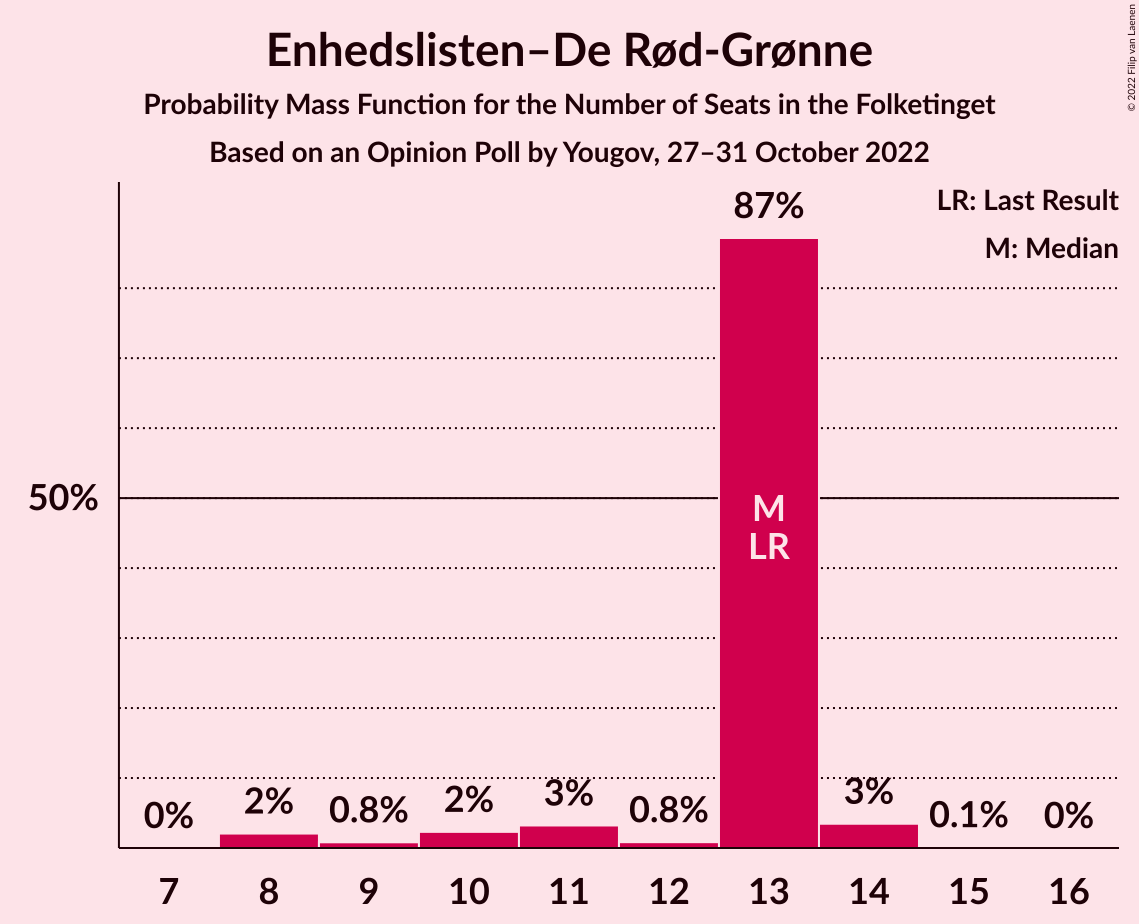 Enhedslisten–De Rød-Grønne
Probability Mass Function for the Number of Seats in the Folketinget
Based on an Opinion Poll by Yougov, 27–31 October 2022
© 2022 Filip van Laenen
LR: Last Result
M: Median
50%
0%
2%
0.8%
2%
3%
0.8%
87%
M
LR
3%
0.1%
0%
7
8
9
10
11
12
13
14
15
16